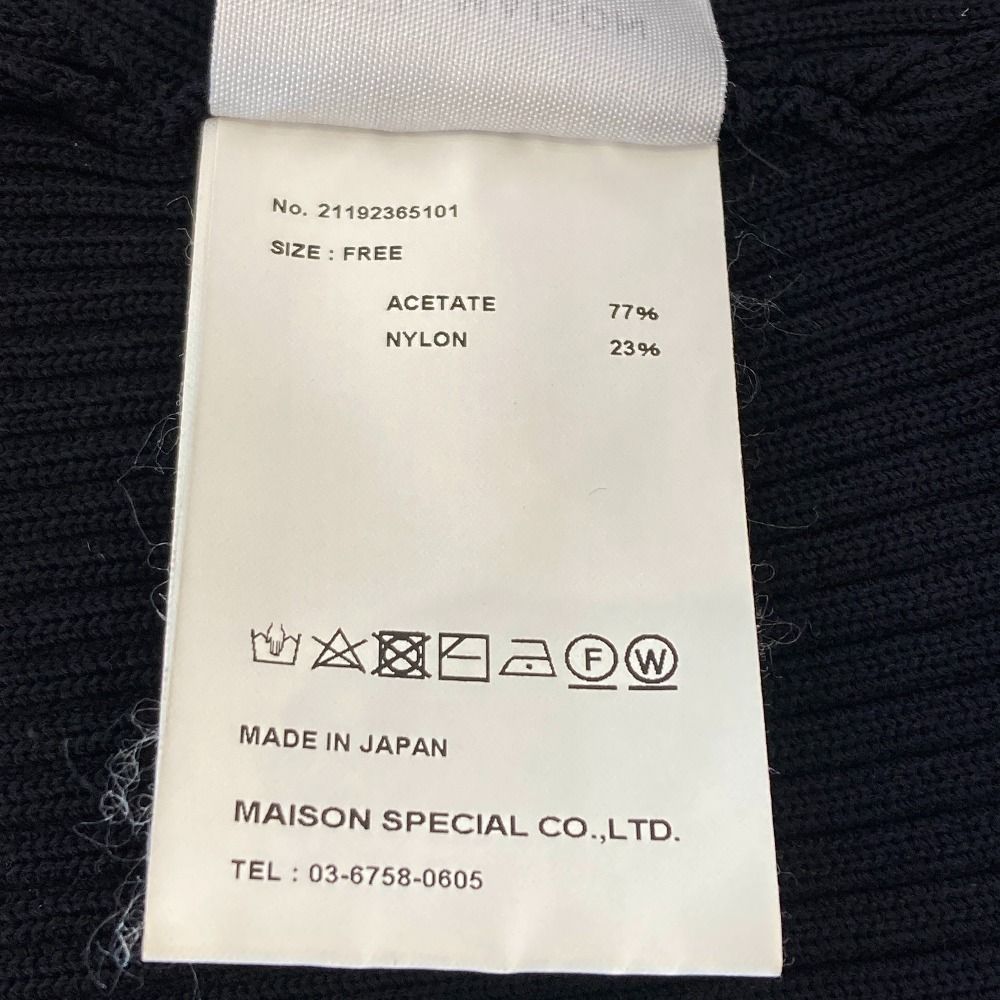 No. 21192365101
SIZE : FREE
ACETATE 77%
NYLON 23%
F W
MADE IN JAPAN
MAISON SPECIAL CO.,LTD.
TEL : 03-6758-0605